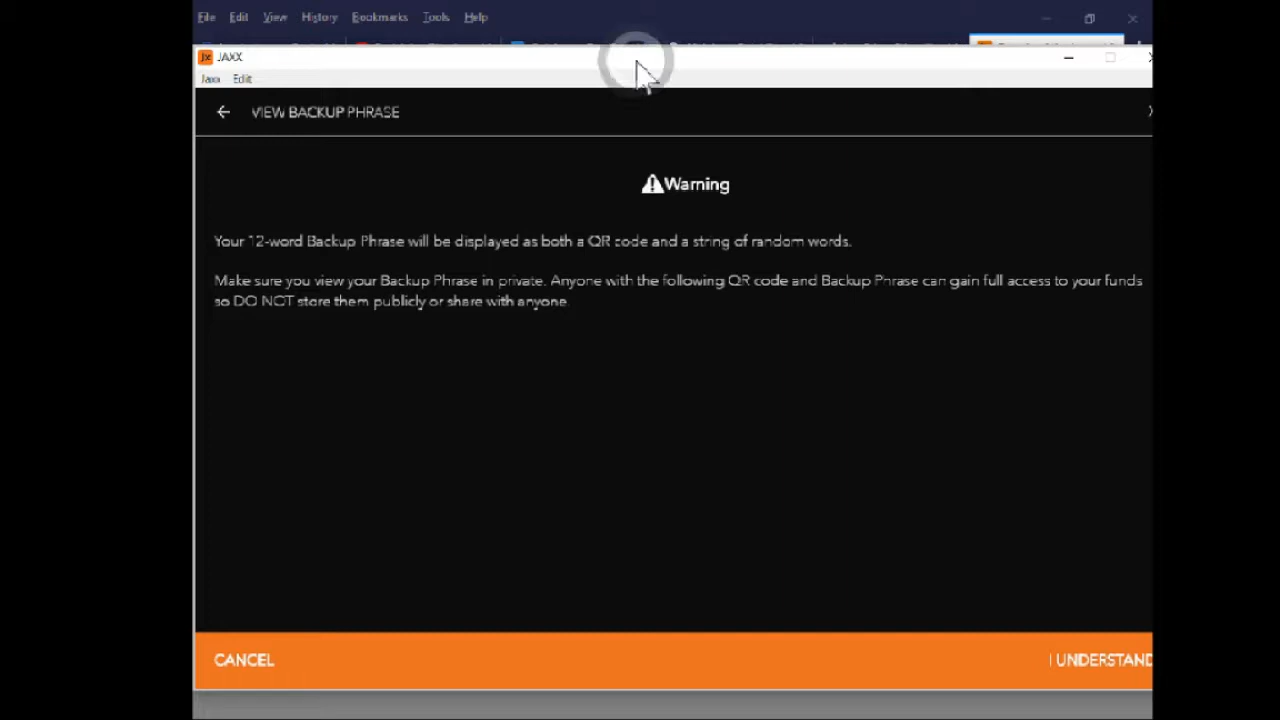 File Edit View History Bookmarks Tools Help
JAXX
Jaxx Edit
VIEW BACKUP PHRASE
Warning
Your 12-word Backup Phrase will be displayed as both a QR code and a string of random words.
Make sure you view your Backup Phrase in private. Anyone with the following QR code and Backup Phrase can gain full access to your funds
so DO NOT store them publicly or share with anyone.
CANCEL I UNDERSTAND